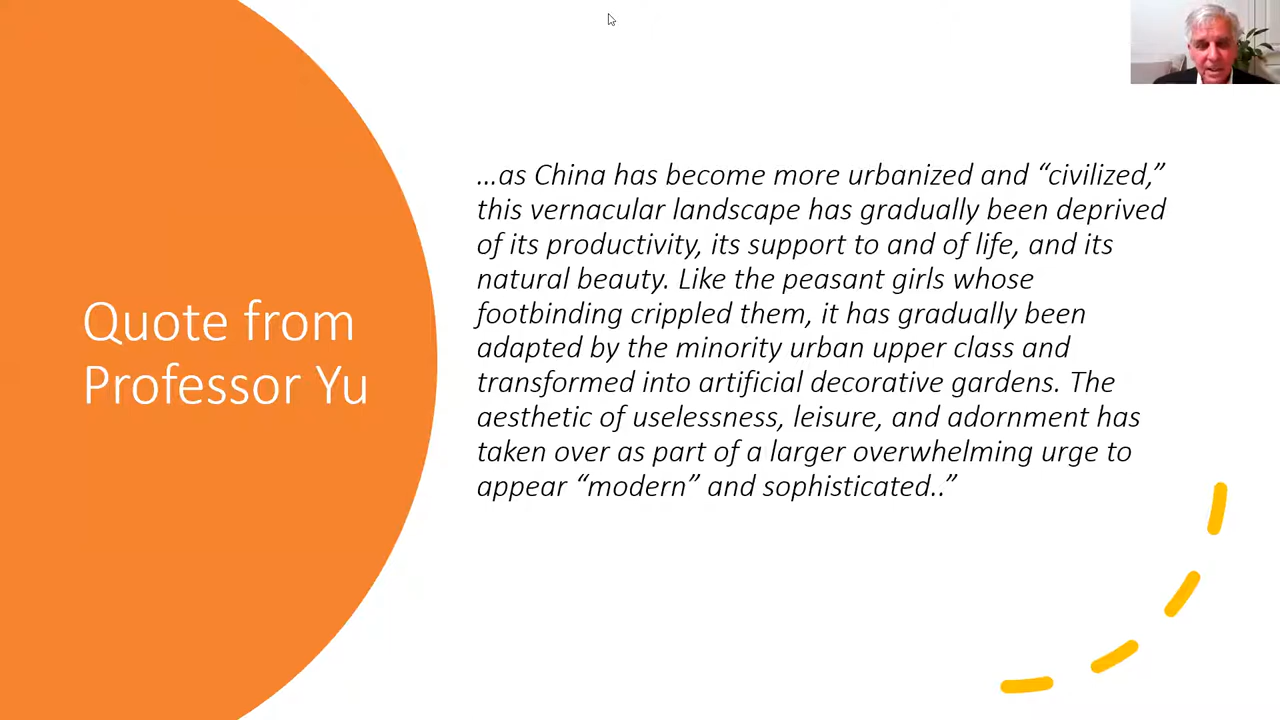 Quote from
Professor Yu
…as China has become more urbanized and “civilized,”
this vernacular landscape has gradually been deprived
of its productivity, its support to and of life, and its
natural beauty. Like the peasant girls whose
footbinding crippled them, it has gradually been
adapted by the minority urban upper class and
transformed into artificial decorative gardens. The
aesthetic of uselessness, leisure, and adornment has
taken over as part of a larger overwhelming urge to
appear “modern” and sophisticated..”